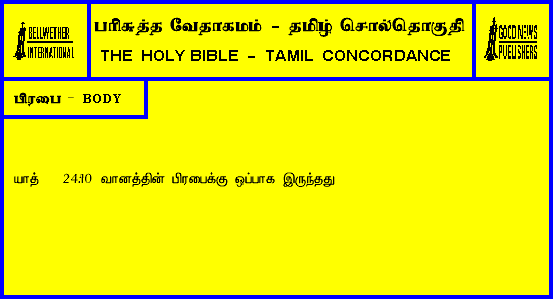 BELLWETHER
INTERNATIONAL
பரிசுத்த வேதாகமம் - தமிழ் சொல்தொகுதி
THE HOLY BIBLE - TAMIL CONCORDANCE
GOOD NEWS
PUBLISHERS
பிரபை - BODY
யாத் 24:10 வானத்தின் பிரபைக்கு ஒப்பாக இருந்தது